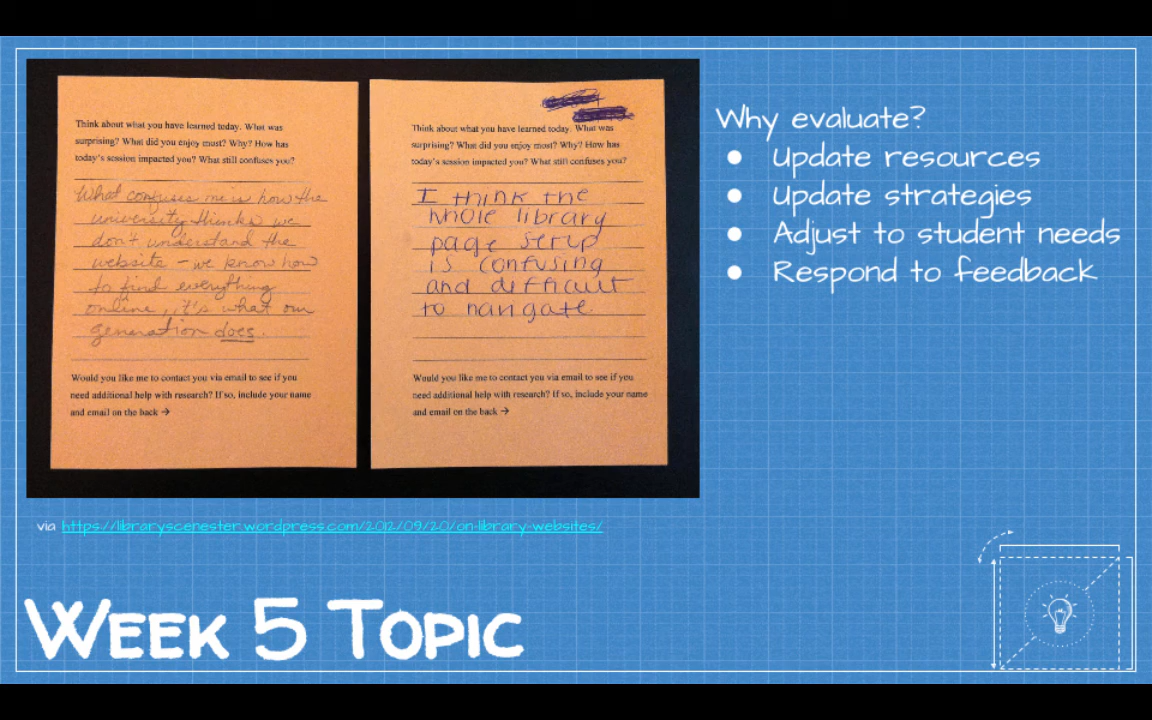 Think about what you have learned today. What was
surprising? What did you enjoy most? Why? How has
today's session impacted you? What still confuses you?
What confuses me is how the
university thinks we
don't understand the
website - we know how
to find everything
online, it's what our
generation does.
Would you like me to contact you via email to see if you
need additional help with research? If so, include your name
and email on the back →
Think about what you have learned today. What was
surprising? What did you enjoy most? Why? How has
today's session impacted you? What still confuses you?
I think the
whole library
page setup
is confusing
and difficult
to navigate
Would you like me to contact you via email to see if you
need additional help with research? If so, include your name
and email on the back →
Why evaluate?
● Update resources
● Update strategies
● Adjust to student needs
● Respond to feedback
via https://libraryscenester.wordpress.com/2012/09/20/on-library-websites/
WEEK 5 TOPIC